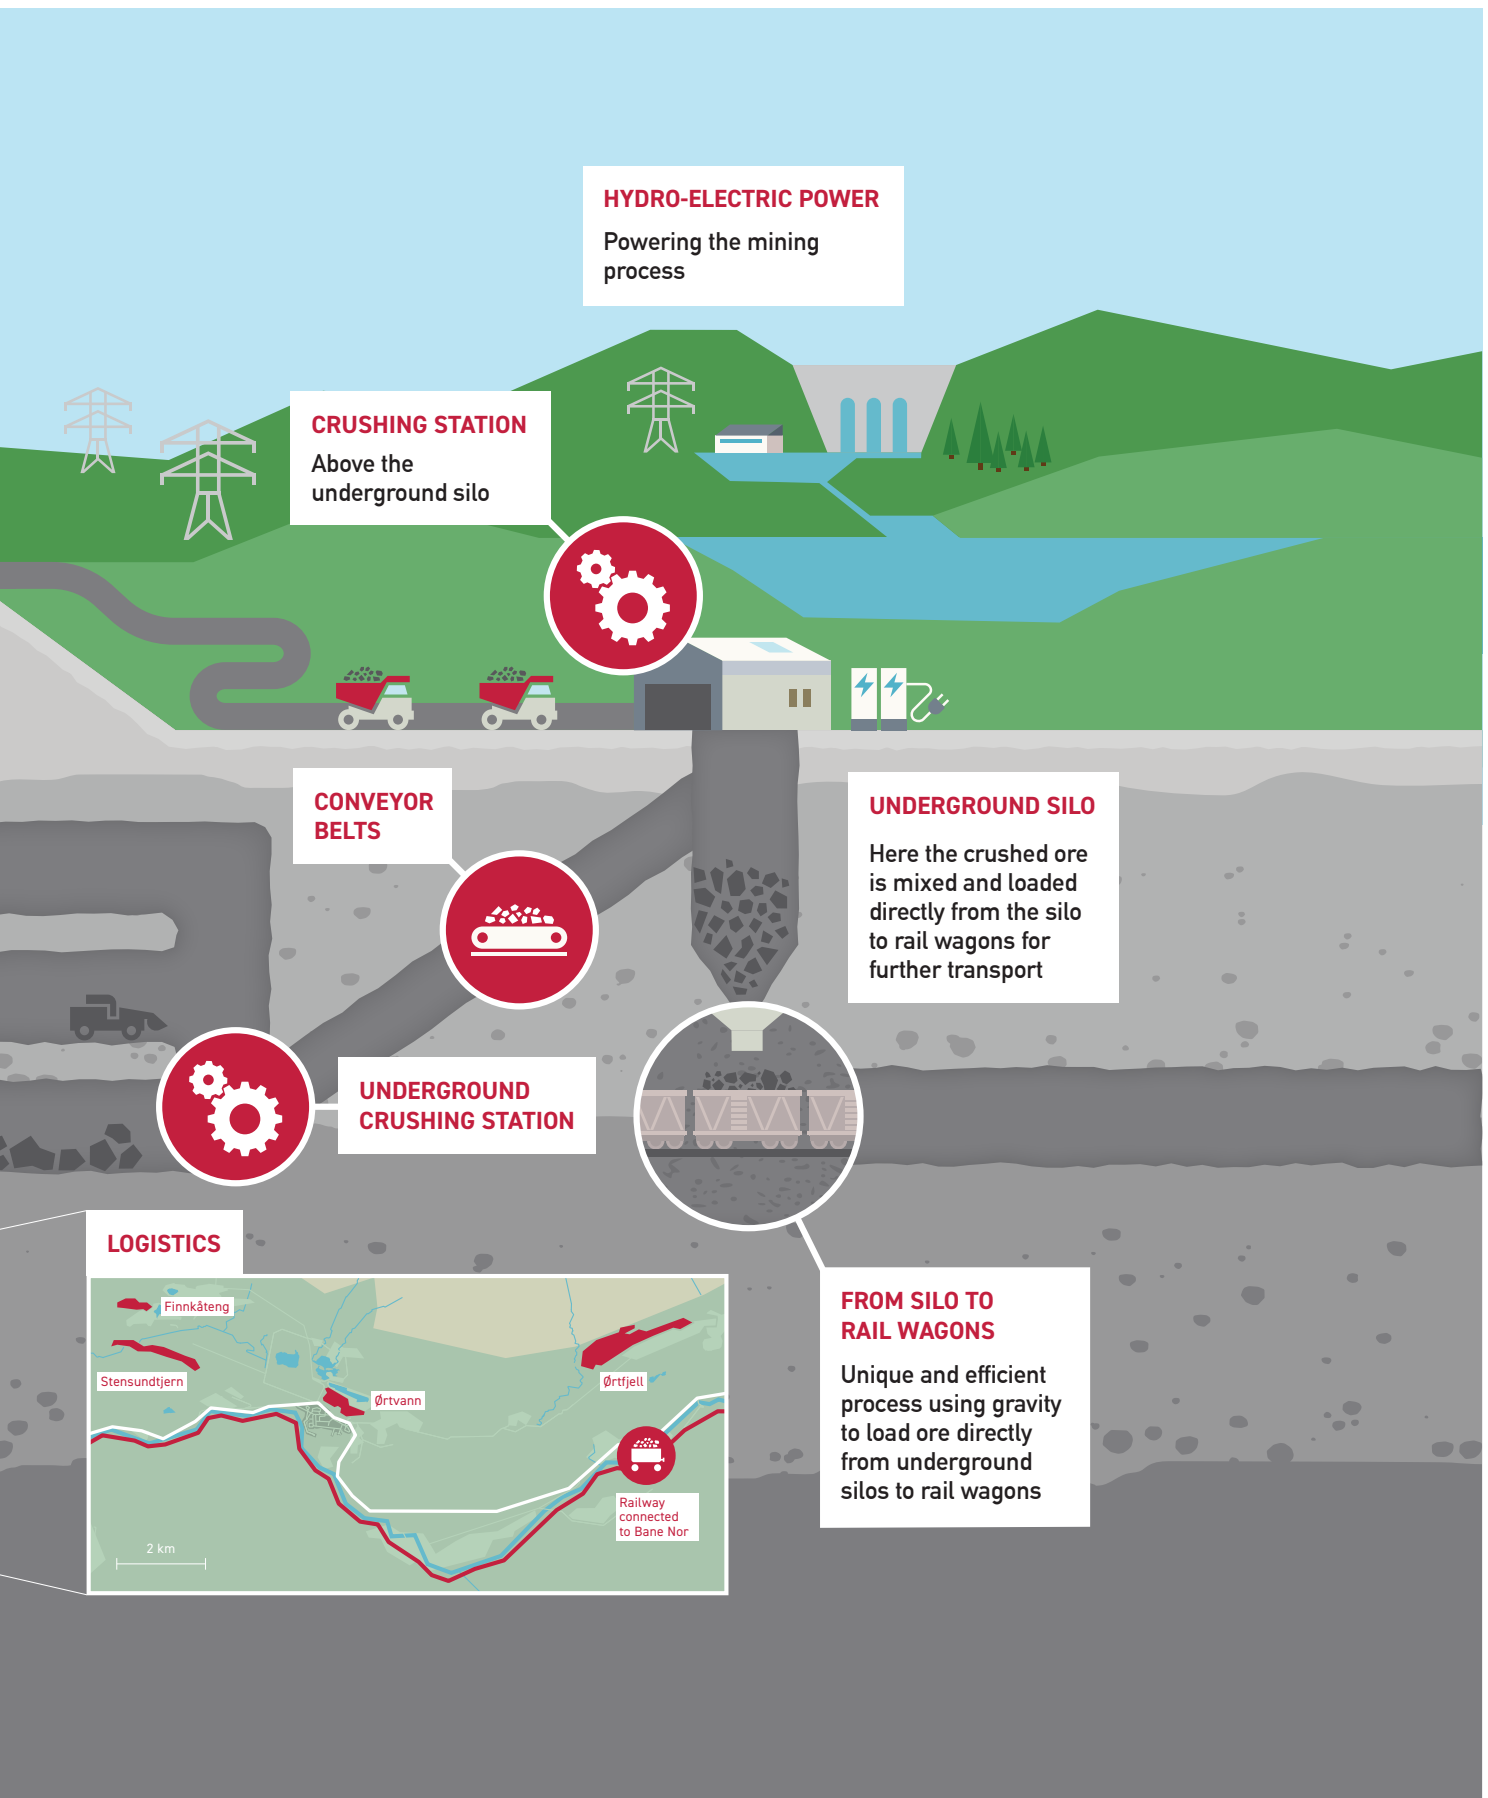 HYDRO-ELECTRIC POWER
Powering the mining
process
CRUSHING STATION
Above the
underground silo
CONVEYOR
BELTS
UNDERGROUND SILO
Here the crushed ore
is mixed and loaded
directly from the silo
to rail wagons for
further transport
UNDERGROUND
CRUSHING STATION
LOGISTICS
Finnkåteng
Stensundtjern
Ørtvann
Ørtfjell
Railway
connected
to Bane Nor
2 km
FROM SILO TO
RAIL WAGONS
Unique and efficient
process using gravity
to load ore directly
from underground
silos to rail wagons